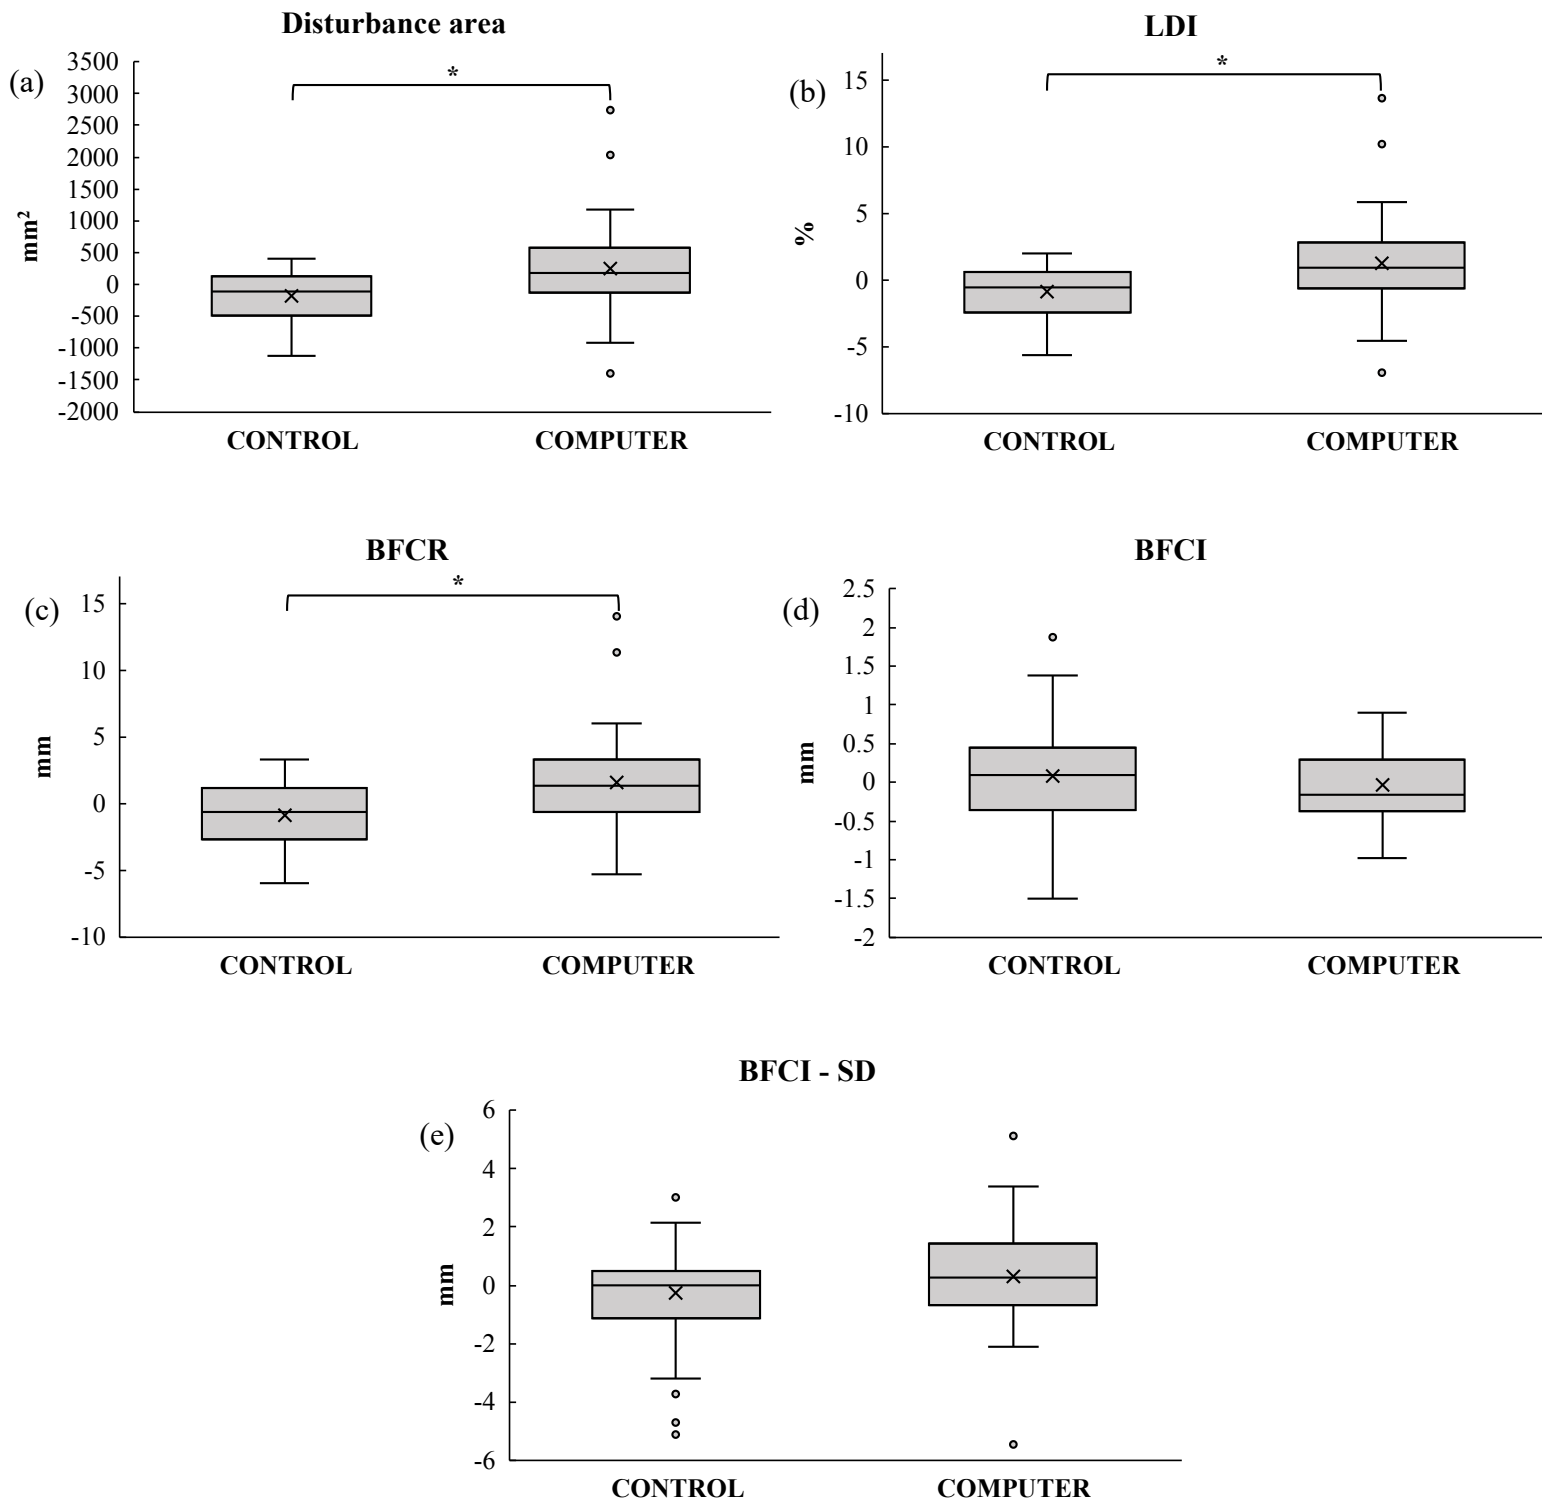 Disturbance area
(a)
*
mm²
3500
3000
2500
2000
1500
1000
500
0
-500
-1000
-1500
-2000
CONTROL COMPUTER
LDI
(b)
*
%
15
10
5
0
-5
-10
CONTROL COMPUTER
BFCR
(c)
*
mm
15
10
5
0
-5
-10
CONTROL COMPUTER
BFCI
(d)
mm
2.5
2
1.5
1
0.5
0
-0.5
-1
-1.5
-2
CONTROL COMPUTER
BFCI - SD
(e)
mm
6
4
2
0
-2
-4
-6
CONTROL COMPUTER